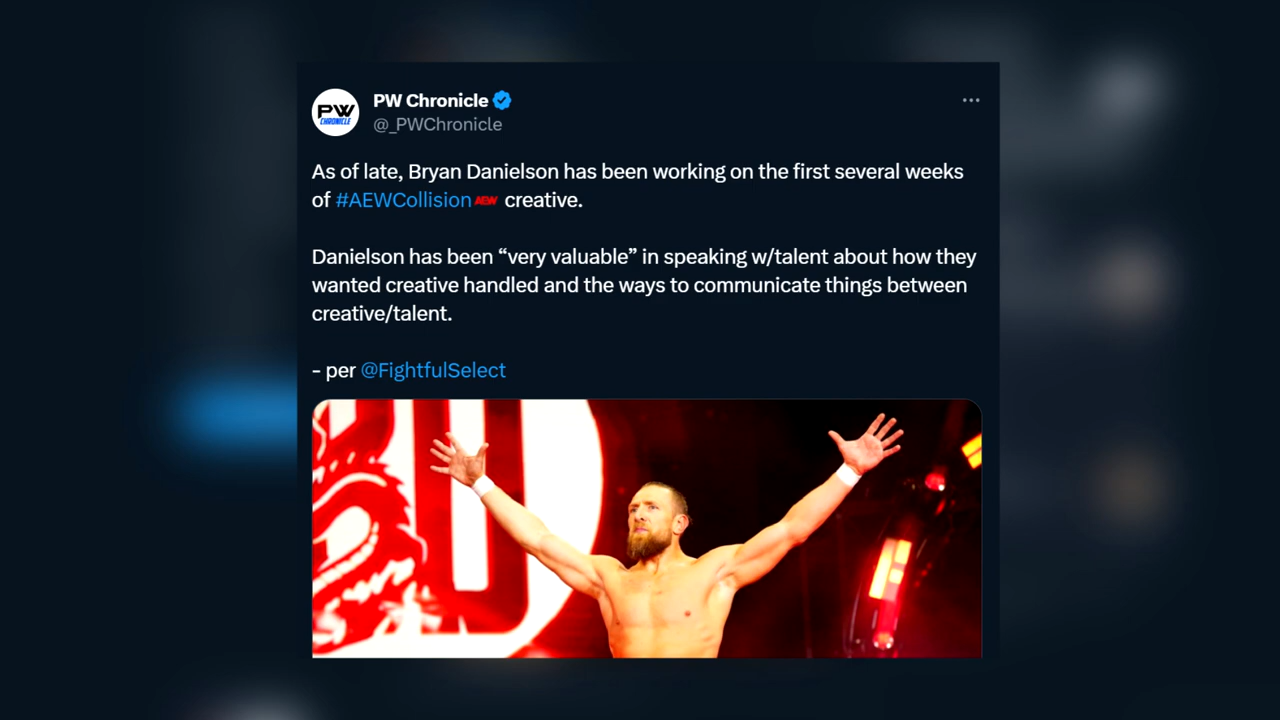 PW Chronicle
PW
CHRONICLE
@_PWChronicle
As of late, Bryan Danielson has been working on the first several weeks
of #AEWCollision AEW creative.
Danielson has been “very valuable” in speaking w/talent about how they
wanted creative handled and the ways to communicate things between
creative/talent.
- per @FightfulSelect